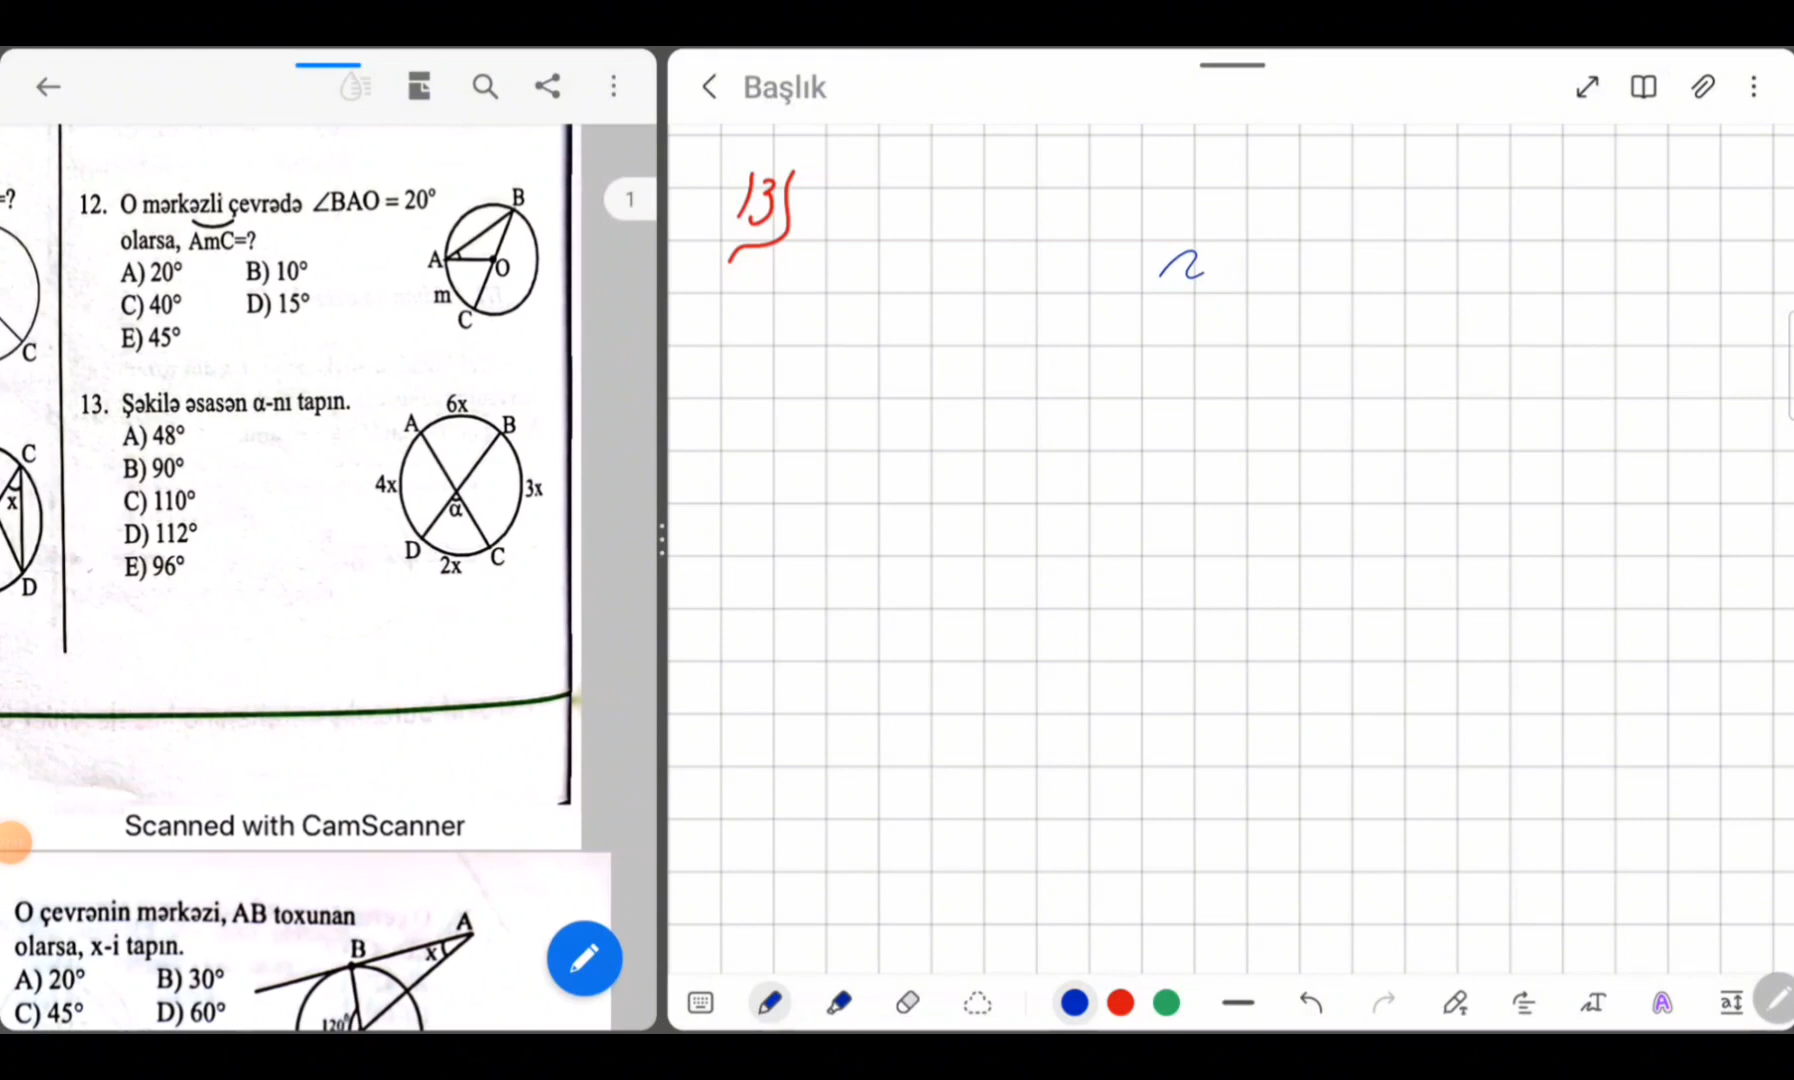 Başlık
=?
C
C
x
D
12. O mərkəzli çevrədə ∠BAO = 20°
olarsa, AmC=?
A) 20° B) 10°
C) 40° D) 15°
E) 45°
B
A
O
m
C
1
13. Şəkilə əsasən α-nı tapın.
A) 48°
B) 90°
C) 110°
D) 112°
E) 96°
6x
A B
4x 3x
α
D C
2x
Scanned with CamScanner
O çevrənin mərkəzi, AB toxunan
olarsa, x-i tapın.
A) 20° B) 30°
C) 45° D) 60°
A
B x
120°
13